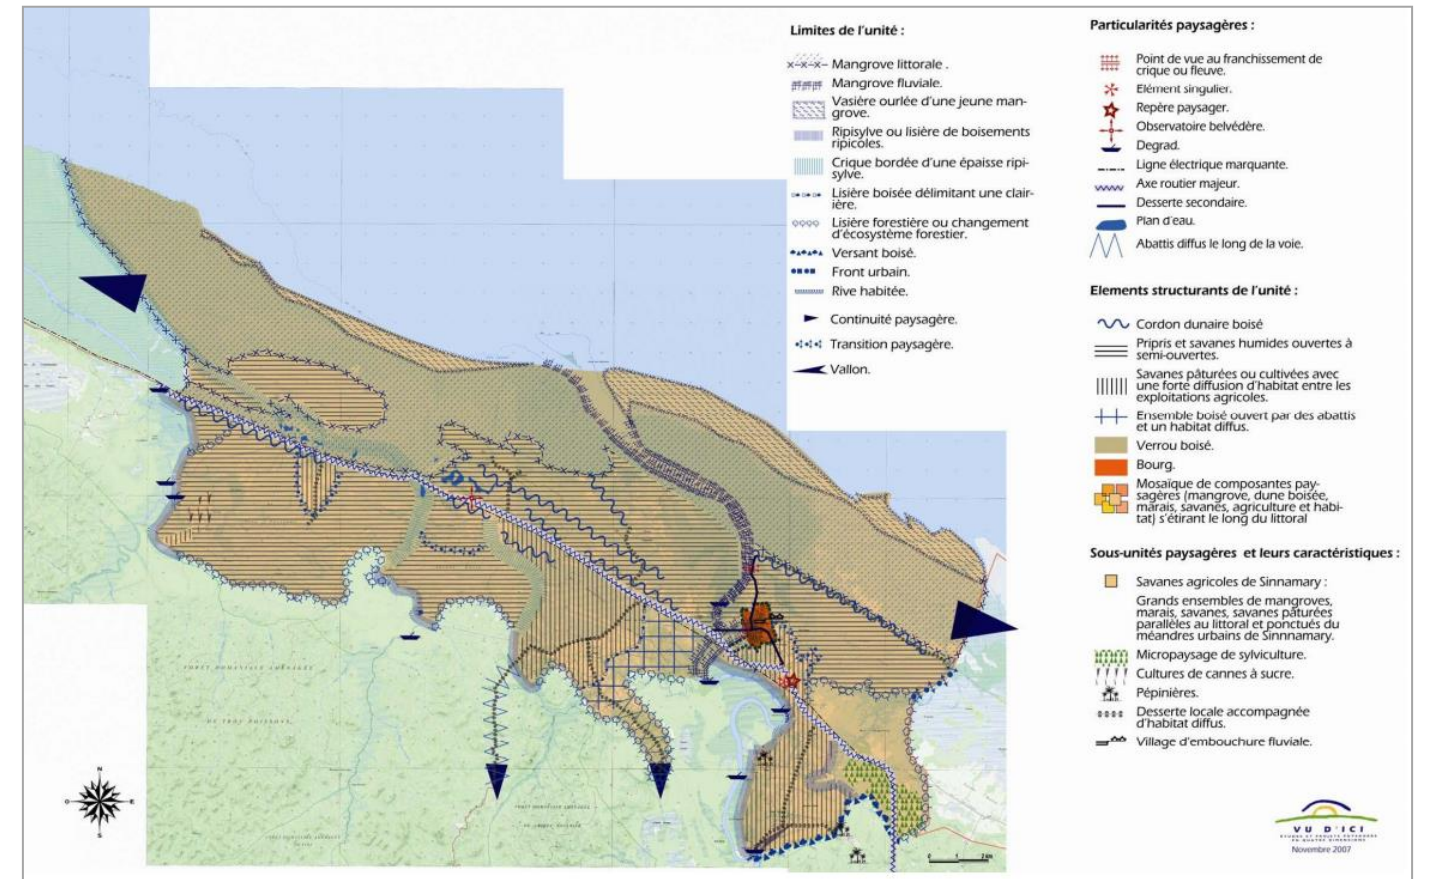 Limites de l'unité :
Mangrove littorale .
Mangrove fluviale.
Vasière ourlée d'une jeune man-
grove.
Ripisylve ou lisière de boisements
ripicoles.
Crique bordée d'une épaisse ripi-
sylve.
Lisière boisée délimitant une clair-
ière.
Lisière forestière ou changement
d'écosystème forestier.
Versant boisé.
Front urbain.
Rive habitée.
Continuité paysagère.
Transition paysagère.
Vallon.
Particularités paysagères :
Point de vue au franchissement de
crique ou fleuve.
Elément singulier.
Repère paysager.
Observatoire belvédère.
Degrad.
Ligne électrique marquante.
Axe routier majeur.
Desserte secondaire.
Plan d'eau.
Abattis diffus le long de la voie.
Elements structurants de l'unité :
Cordon dunaire boisé
Pripris et savanes humides ouvertes à
semi-ouvertes.
Savanes pâturées ou cultivées avec
une forte diffusion d'habitat entre les
exploitations agricoles.
Ensemble boisé ouvert par des abattis
et un habitat diffus.
Verrou boisé.
Bourg.
Mosaïque de composantes pay-
sagères (mangrove, dune boisée,
marais, savanes, agriculture et habi-
tat) s'étirant le long du littoral
Sous-unités paysagères et leurs caractéristiques :
Savanes agricoles de Sinnamary :
Grands ensembles de mangroves,
marais, savanes, savanes pâturées
parallèles au littoral et ponctués du
méandres urbains de Sinnnamary.
Micropaysage de sylviculture.
Cultures de cannes à sucre.
Pépinières.
Desserte locale accompagnée
d'habitat diffus.
Village d'embouchure fluviale.
N
O
E
S
0 1 2 km
VU D'ICI
Novembre 2007